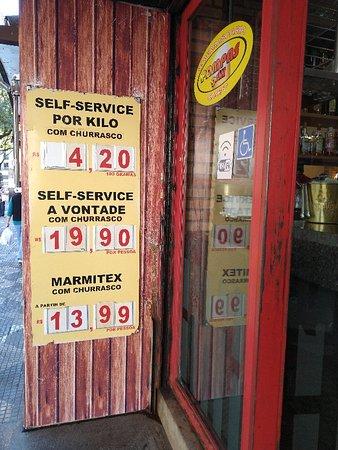 SELF-SERVICE
POR KILO
COM CHURRASCO
R$ 4,20
100 GRAMAS
SELF-SERVICE
A VONTADE
COM CHURRASCO
R$ 19,90
POR PESSOA
MARMITEX
COM CHURRASCO
A PARTIR DE
R$ 13,99
POR PESSOA